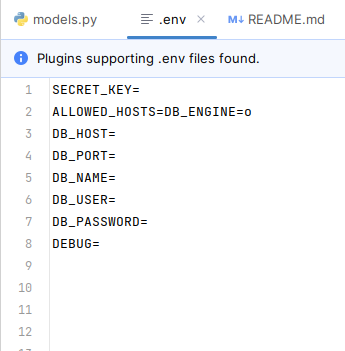 models.py
.env
README.md
Plugins supporting .env files found.
1 SECRET_KEY=
2 ALLOWED_HOSTS=DB_ENGINE=o
3 DB_HOST=
4 DB_PORT=
5 DB_NAME=
6 DB_USER=
7 DB_PASSWORD=
8 DEBUG=
9
10
11
12